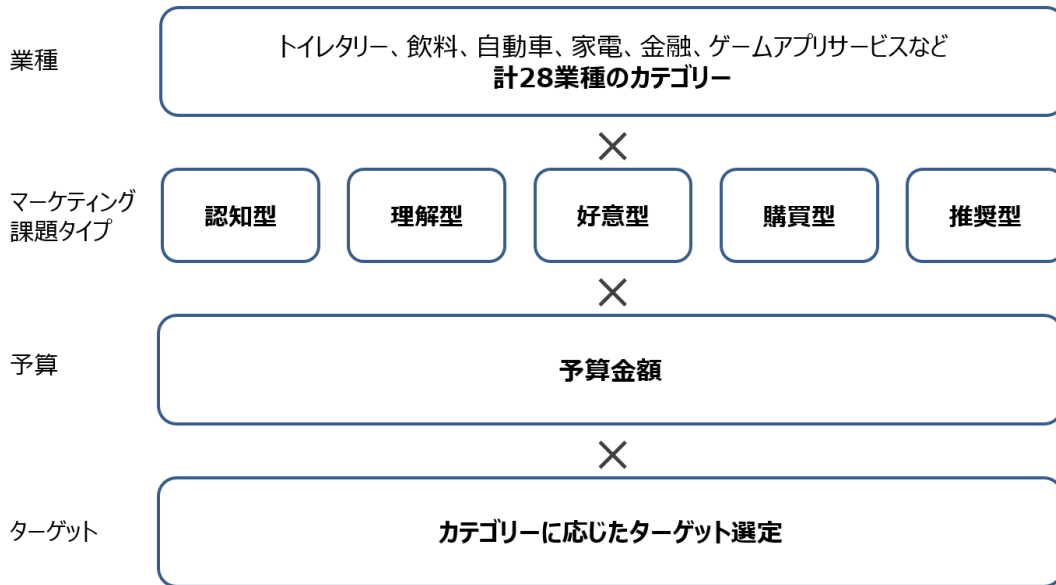 業種
トイレタリー、飲料、自動車、家電、金融、ゲームアプリサービスなど
計28業種のカテゴリー
×
マーケティング
課題タイプ
認知型
理解型
好意型
購買型
推奨型
×
予算
予算金額
×
ターゲット
カテゴリーに応じたターゲット選定